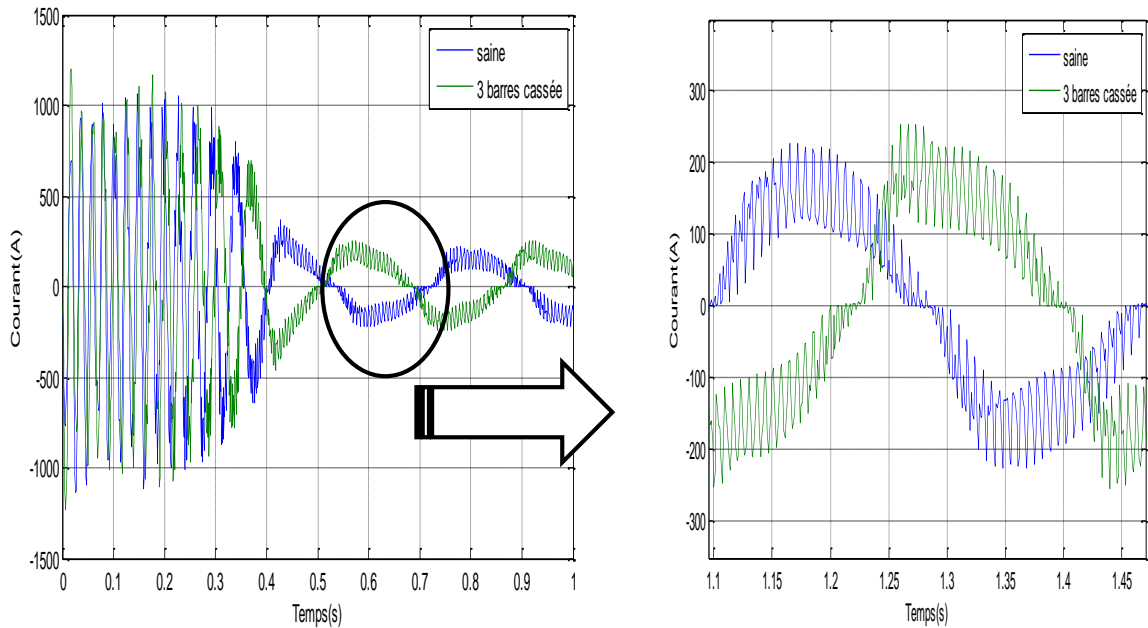 1500
1000
500
0
-500
-1000
-1500
Courant(A)
saine
3 barres cassée
0 0.1 0.2 0.3 0.4 0.5 0.6 0.7 0.8 0.9 1
Temps(s)
300
200
100
0
-100
-200
-300
Courant(A)
saine
3 barres cassée
1.1 1.15 1.2 1.25 1.3 1.35 1.4 1.45
Temps(s)